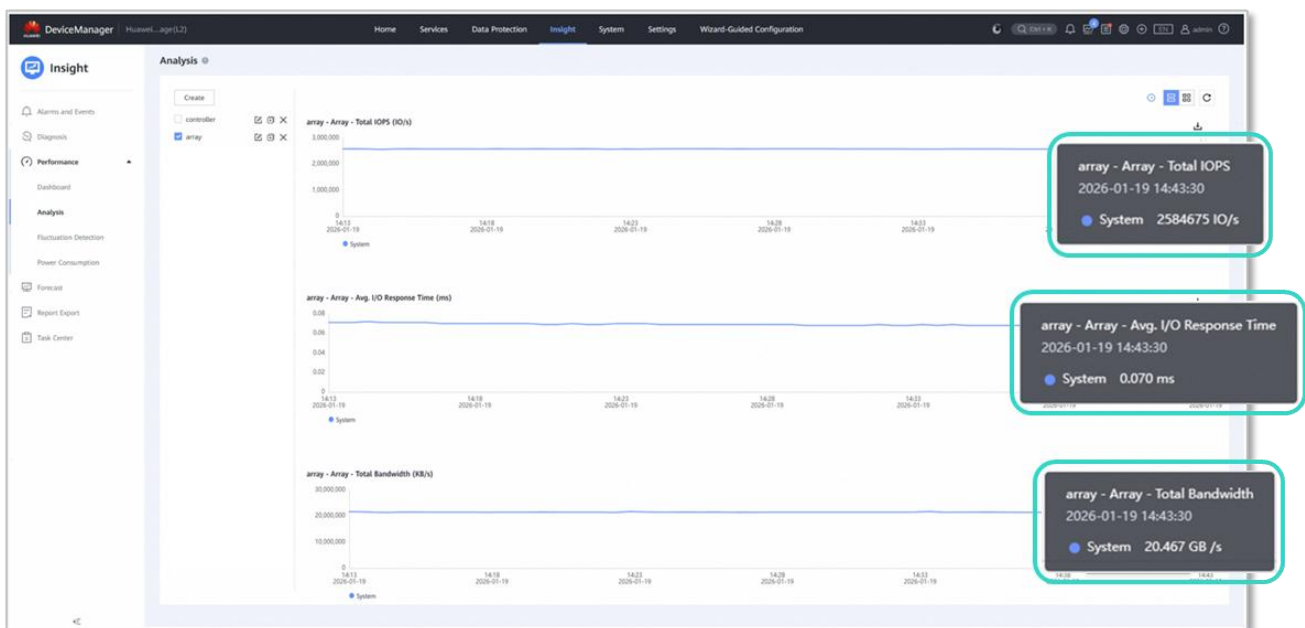 HUAWEI
DeviceManager
Huawei...age(L2)
Home
Services
Data Protection
Insight
System
Settings
Wizard-Guided Configuration
Ctrl + K
EN
admin
Insight
Alarms and Events
Diagnosis
Performance
Dashboard
Analysis
Fluctuation Detection
Power Consumption
Forecast
Report Export
Task Center
Analysis
Create
controller
array
array - Array - Total IOPS (IO/s)
3,000,000
2,000,000
1,000,000
0
14:13 14:18 14:23 14:28 14:33
2026-01-19 2026-01-19 2026-01-19 2026-01-19 2026-01-19
System
array - Array - Total IOPS
2026-01-19 14:43:30
System 2584675 IO/s
array - Array - Avg. I/O Response Time (ms)
0.08
0.06
0.04
0.02
0
14:13 14:18 14:23 14:28 14:33
2026-01-19 2026-01-19 2026-01-19 2026-01-19 2026-01-19
System
array - Array - Avg. I/O Response Time
2026-01-19 14:43:30
System 0.070 ms
array - Array - Total Bandwidth (KB/s)
30,000,000
20,000,000
10,000,000
0
14:13 14:18 14:23 14:28 14:33 14:38 14:43
2026-01-19 2026-01-19 2026-01-19 2026-01-19 2026-01-19
System
array - Array - Total Bandwidth
2026-01-19 14:43:30
System 20.467 GB /s